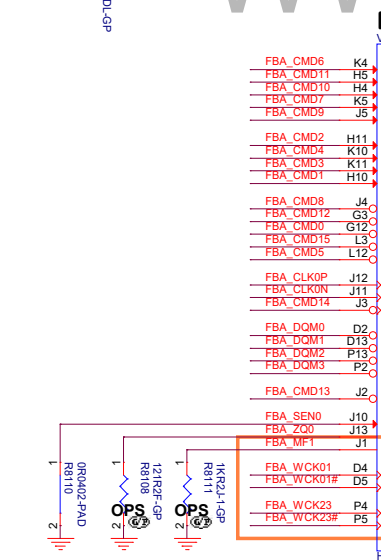 DL-GP
FBA_CMD6 K4
FBA_CMD11 H5
FBA_CMD10 H4
FBA_CMD7 K5
FBA_CMD9 J5
FBA_CMD2 H11
FBA_CMD4 K10
FBA_CMD3 K11
FBA_CMD1 H10
FBA_CMD8 J4
FBA_CMD12 G3
FBA_CMD0 G12
FBA_CMD15 L3
FBA_CMD5 L12
FBA_CLK0P J12
FBA_CLK0N J11
FBA_CMD14 J3
FBA_DQM0 D2
FBA_DQM1 D13
FBA_DQM2 P13
FBA_DQM3 P2
FBA_CMD13 J2
FBA_SEN0 J10
FBA_ZQ0 J13
FBA_MF1 J1
FBA_WCK01 D4
FBA_WCK01# D5
FBA_WCK23 P4
FBA_WCK23# P5
1
2
R8110
0R0402-PAD
1
2
R8108
121R2F-GP
OPS
1
2
R8111
1KR2J-1-GP
OPS